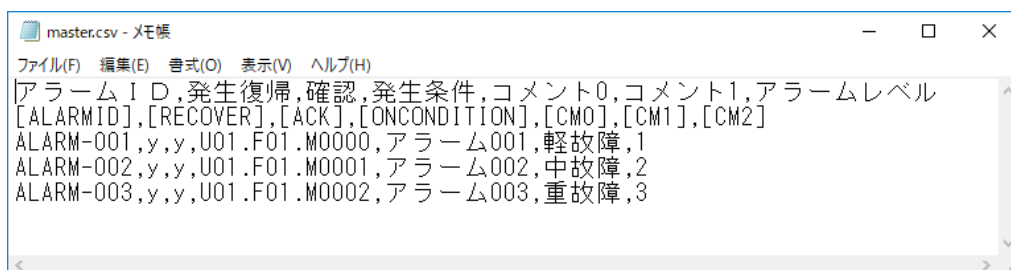 master.csv - メモ帳
ファイル(F) 編集(E) 書式(O) 表示(V) ヘルプ(H)
アラームＩＤ,発生復帰,確認,発生条件,コメント0,コメント1,アラームレベル
[ALARMID],[RECOVER],[ACK],[ONCONDITION],[CM0],[CM1],[CM2]
ALARM-001,y,y,U01.F01.M0000,アラーム001,軽故障,1
ALARM-002,y,y,U01.F01.M0001,アラーム002,中故障,2
ALARM-003,y,y,U01.F01.M0002,アラーム003,重故障,3